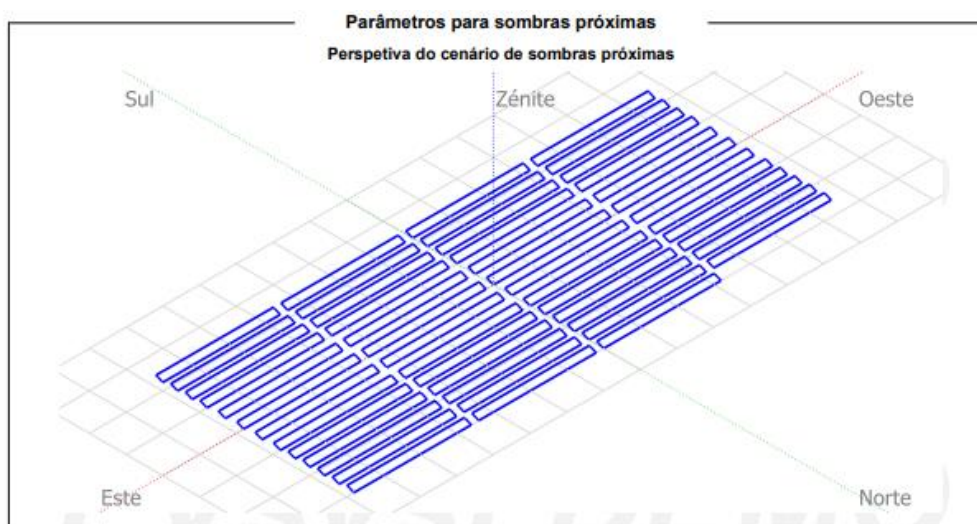 Parâmetros para sombras próximas
Perspetiva do cenário de sombras próximas
Sul
Zénite
Oeste
Este
Norte